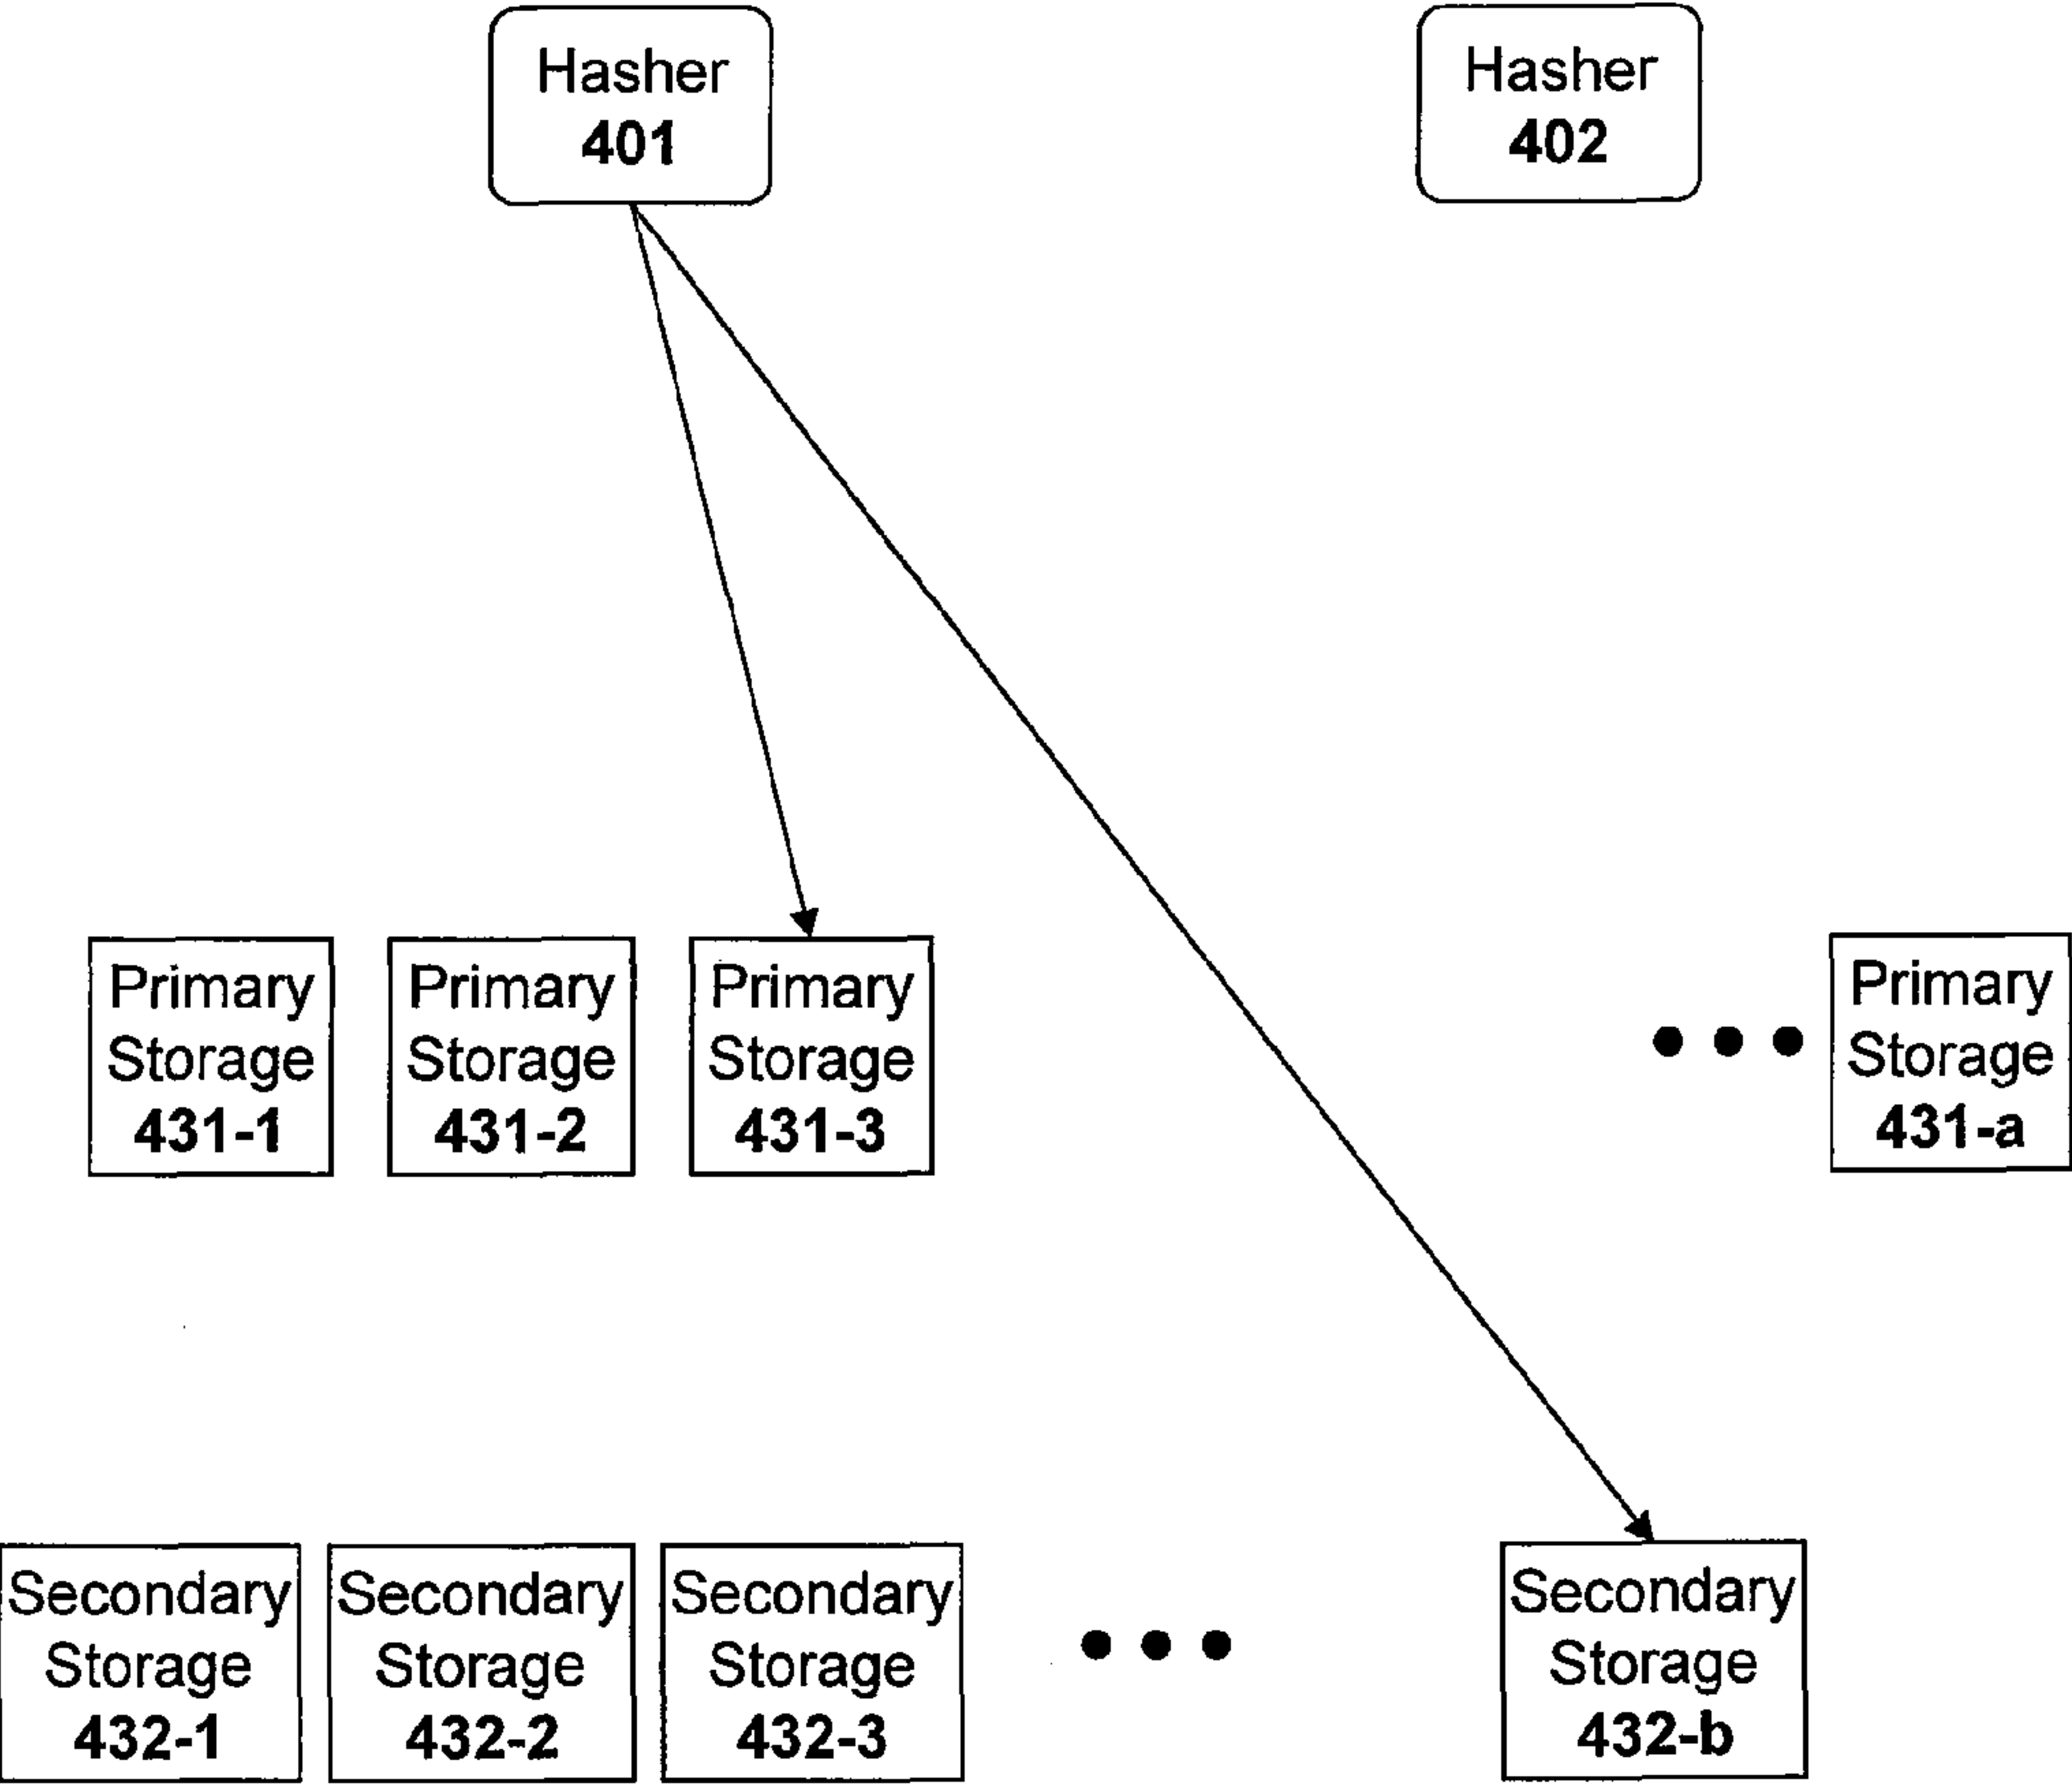 Hasher
401
Hasher
402
Primary
Storage
431-1
Primary
Storage
431-2
Primary
Storage
431-3
Primary
Storage
431-a
Secondary
Storage
432-1
Secondary
Storage
432-2
Secondary
Storage
432-3
Secondary
Storage
432-b